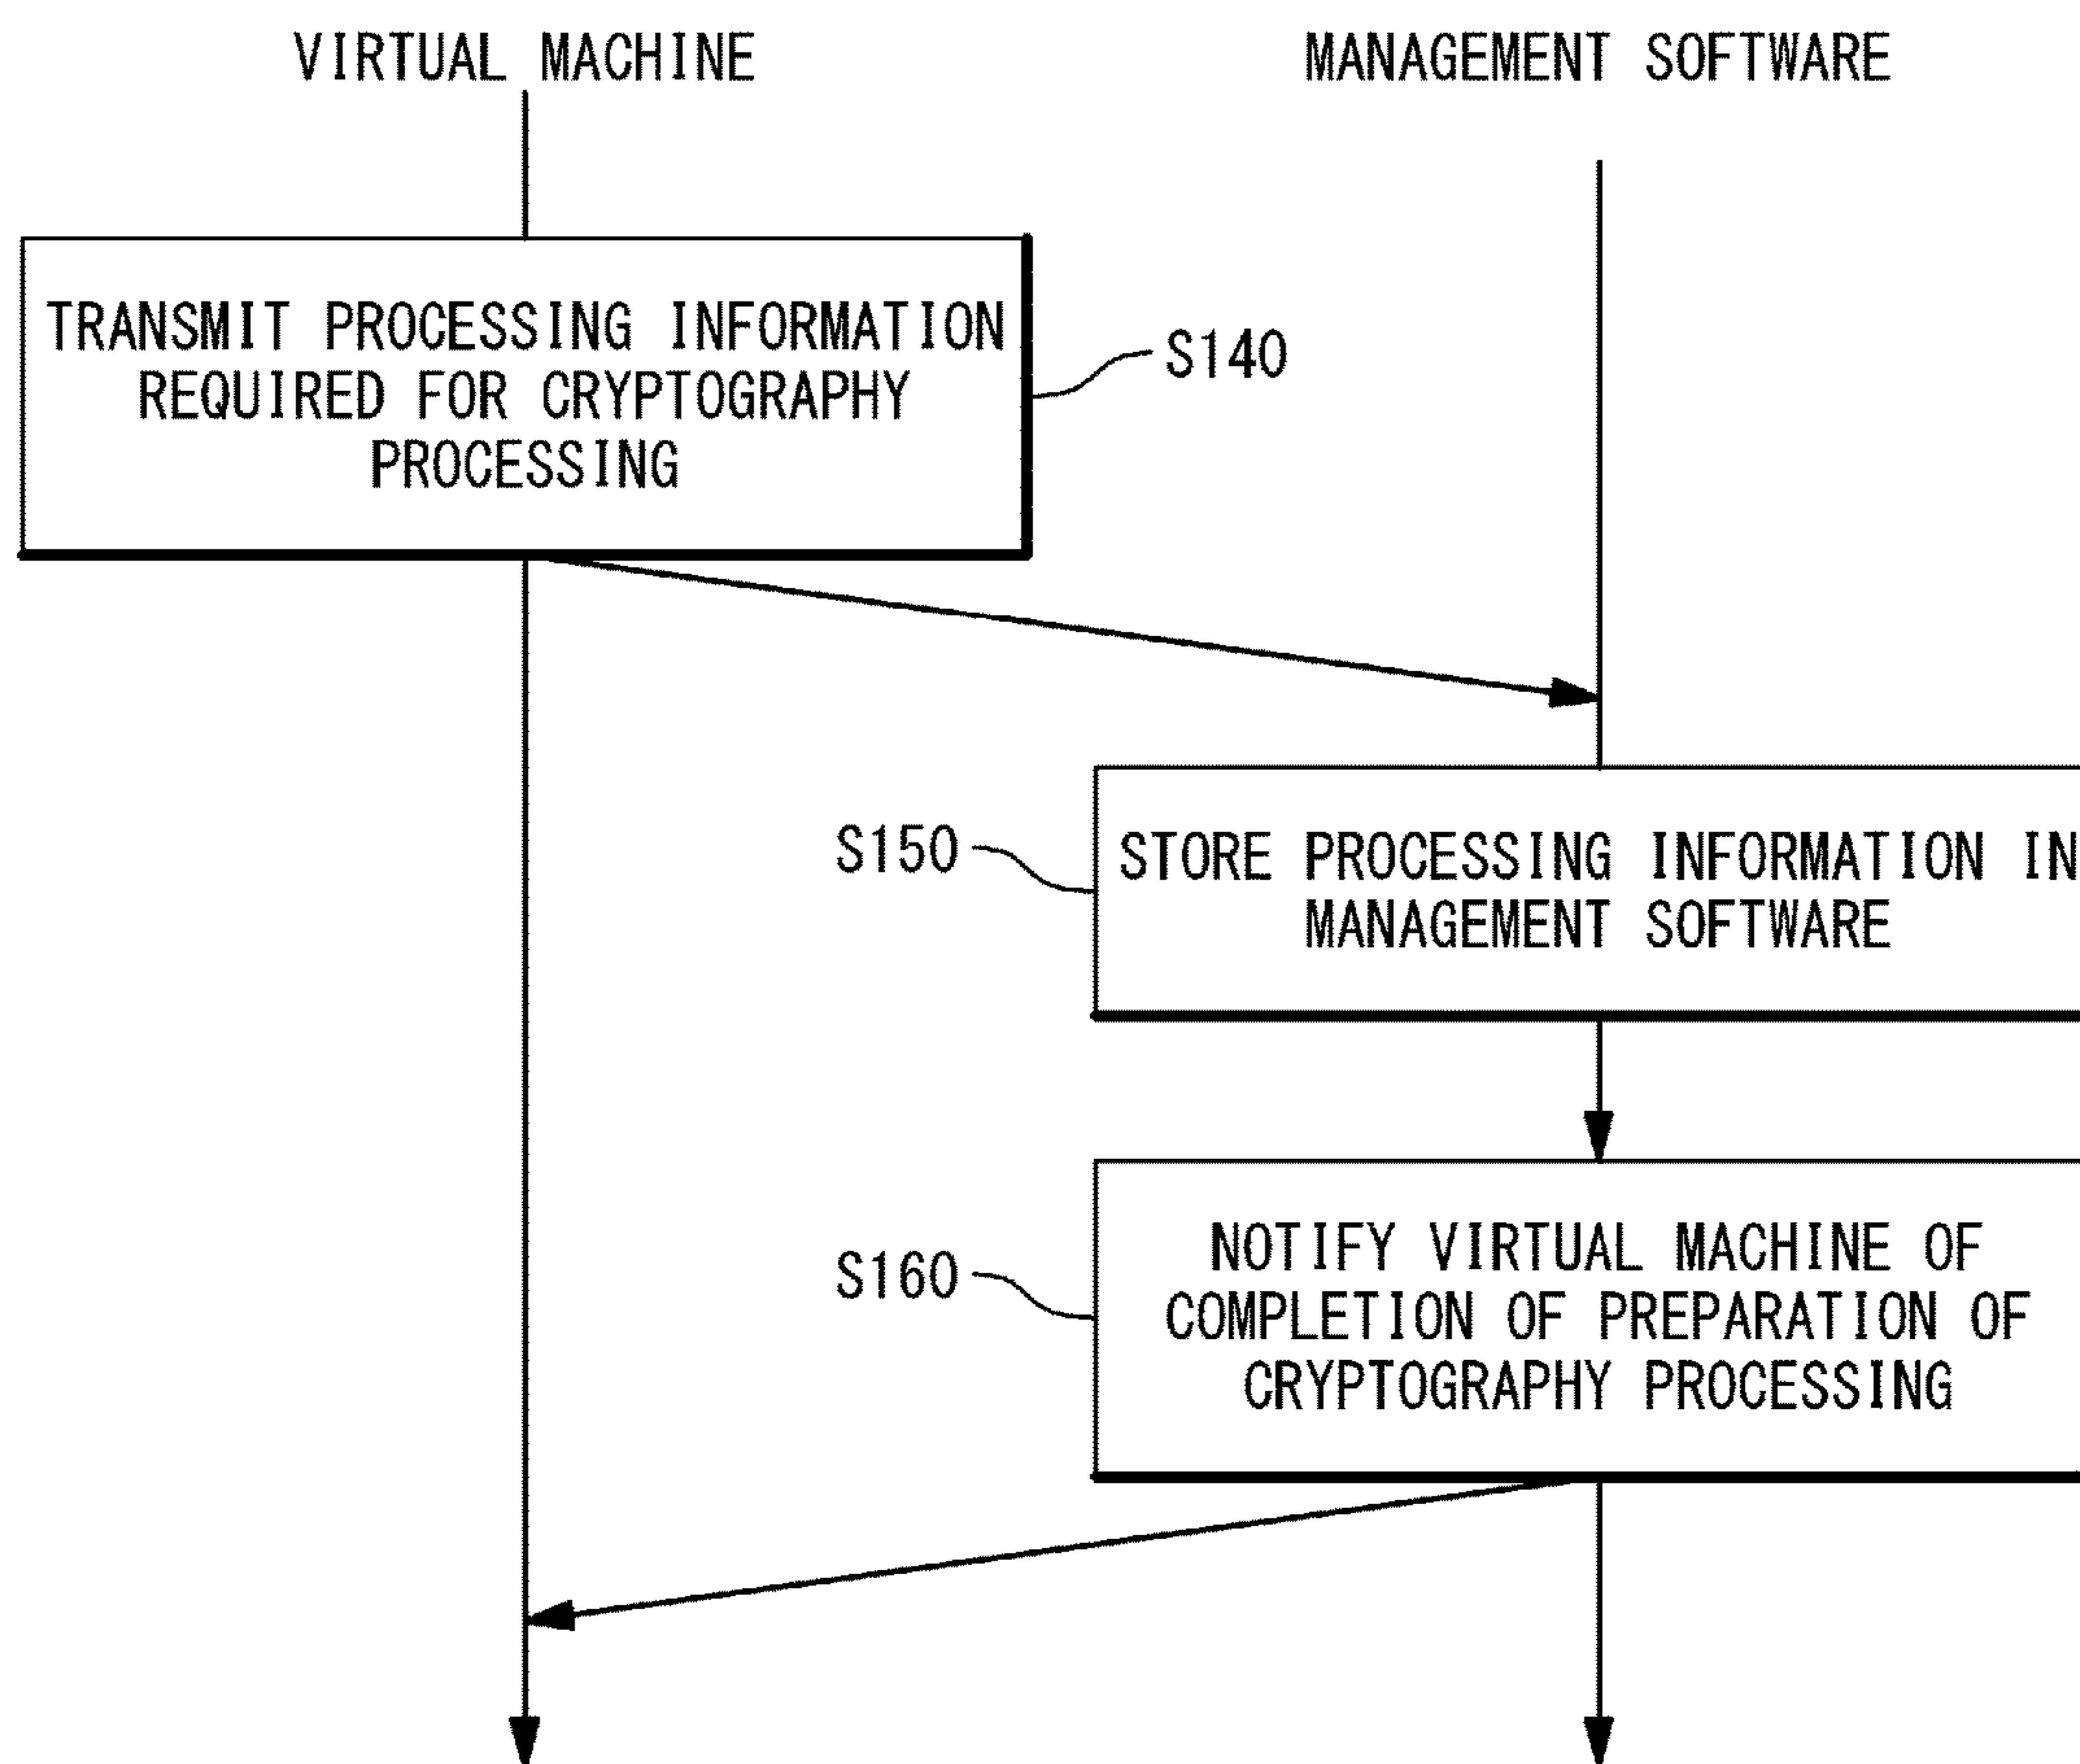 VIRTUAL MACHINE
MANAGEMENT SOFTWARE
TRANSMIT PROCESSING INFORMATION
REQUIRED FOR CRYPTOGRAPHY
PROCESSING
S140
S150
STORE PROCESSING INFORMATION IN
MANAGEMENT SOFTWARE
S160
NOTIFY VIRTUAL MACHINE OF
COMPLETION OF PREPARATION OF
CRYPTOGRAPHY PROCESSING